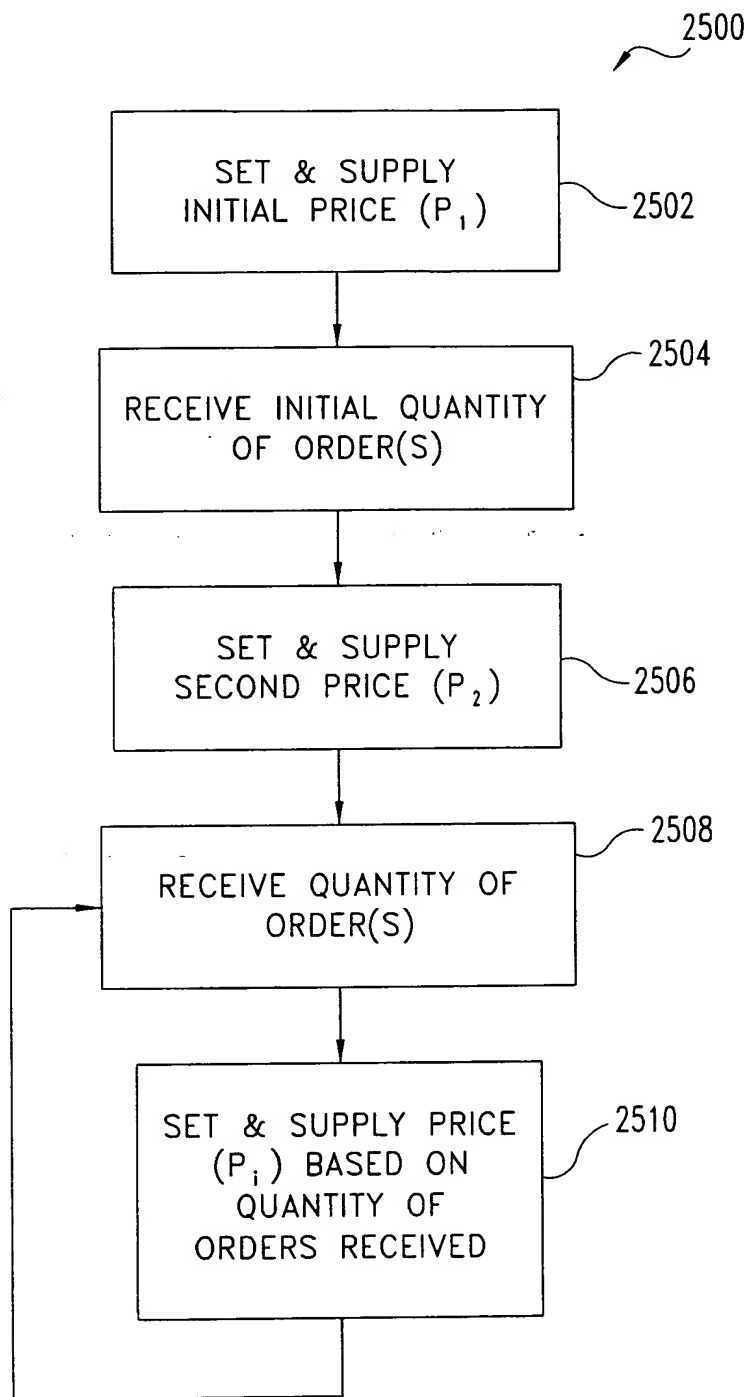 2500
SET & SUPPLY
INITIAL PRICE (P₁)
2502
2504
RECEIVE INITIAL QUANTITY
OF ORDER(S)
SET & SUPPLY
SECOND PRICE (P₂)
2506
2508
RECEIVE QUANTITY OF
ORDER(S)
SET & SUPPLY PRICE
(Pᵢ) BASED ON
QUANTITY OF
ORDERS RECEIVED
2510